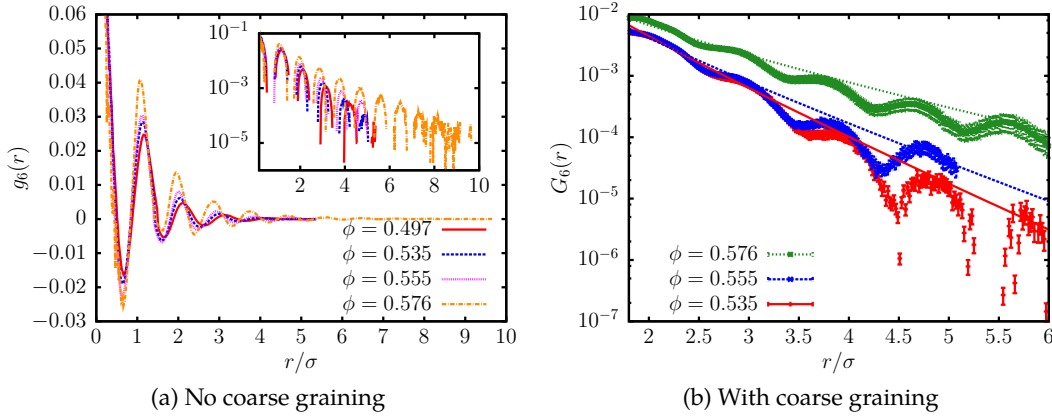 0.06
0.05
0.04
0.03
0.02
0.01
0
−0.01
−0.02
−0.03
g₆(r)
0 1 2 3 4 5 6 7 8 9 10
r/σ
10⁻¹
10⁻³
10⁻⁵
2 4 6 8 10
ϕ = 0.497
ϕ = 0.535
ϕ = 0.555
ϕ = 0.576
(a) No coarse graining
10⁻²
10⁻³
10⁻⁴
10⁻⁵
10⁻⁶
10⁻⁷
G₆(r)
2 2.5 3 3.5 4 4.5 5 5.5 6
r/σ
ϕ = 0.576
ϕ = 0.555
ϕ = 0.535
(b) With coarse graining